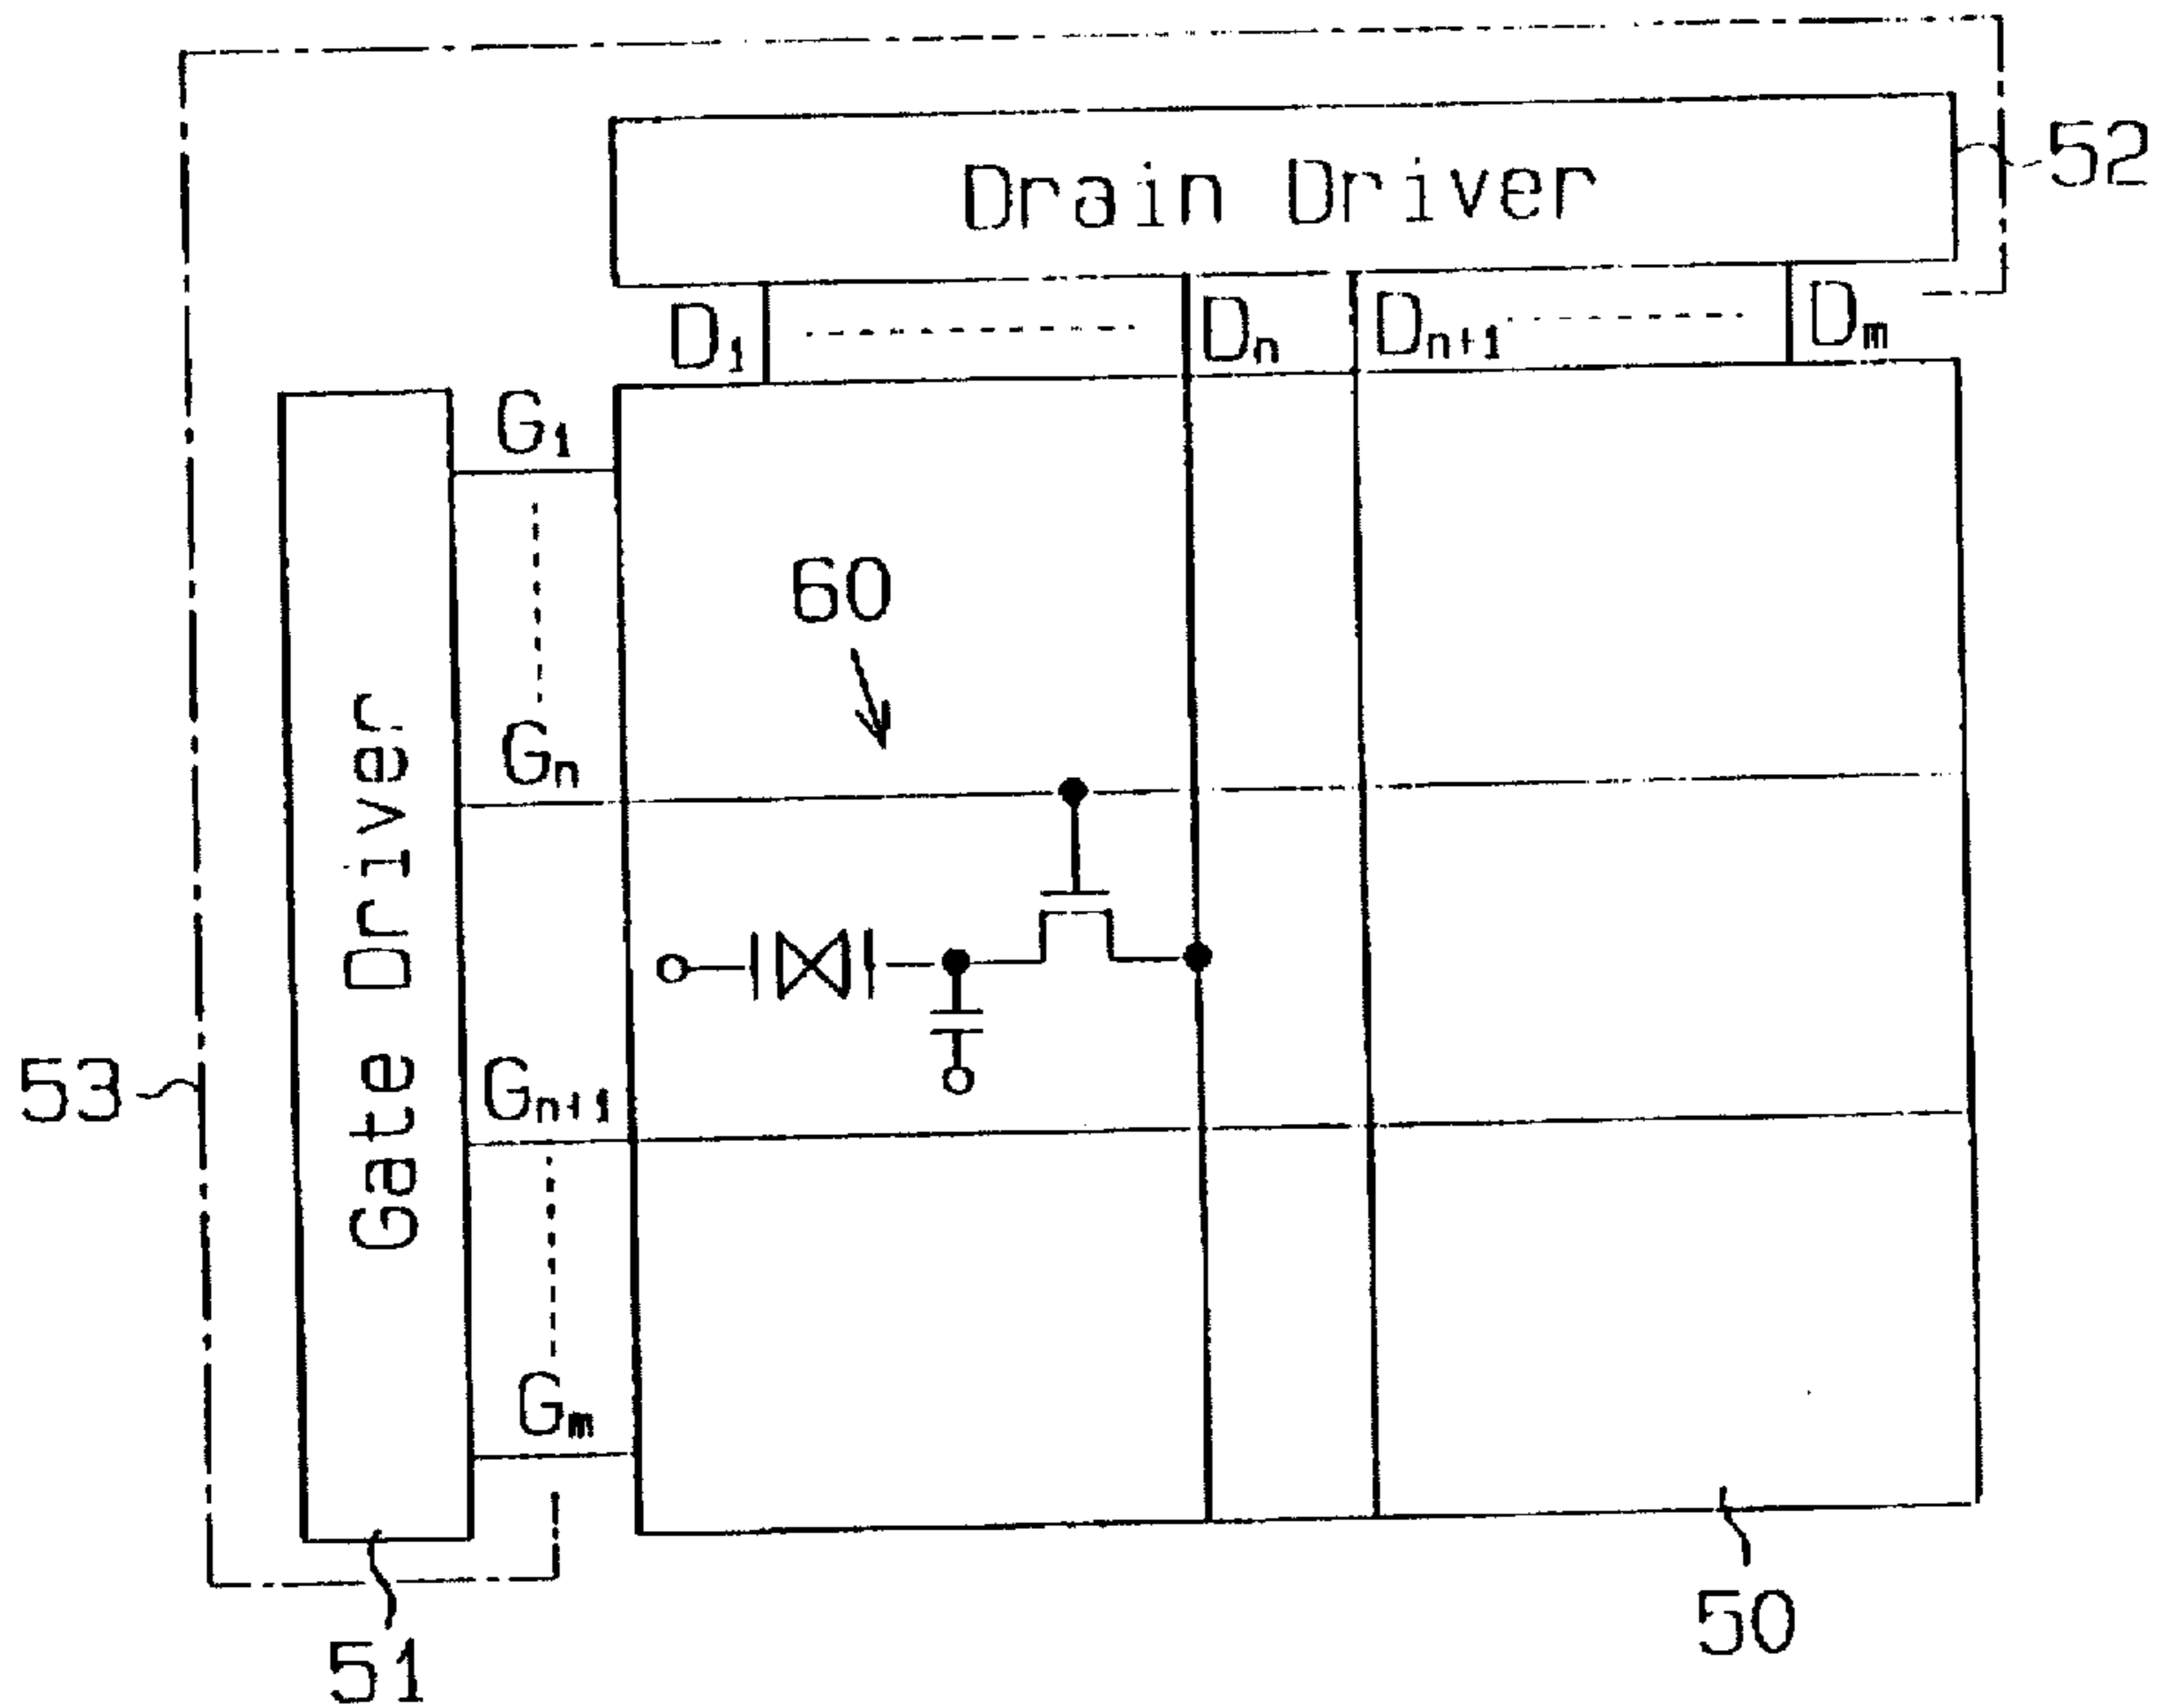 Drain Driver
52
D₁
Dₙ
Dₙ₊₁
Dₘ
G₁
60
Gₙ
Gate Driver
53
Gₙ₊₁
Gₘ
50
51